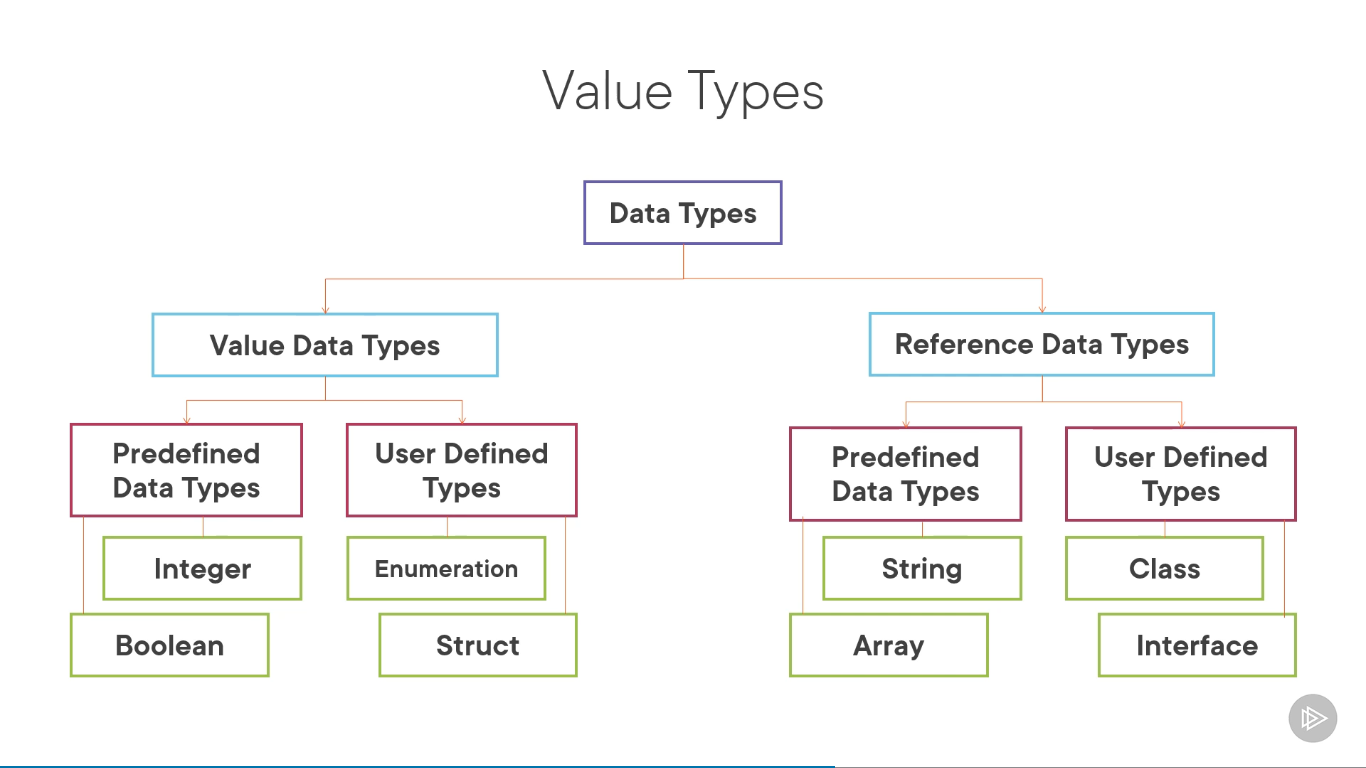 Value Types
Data Types
Value Data Types
Reference Data Types
Predefined
Data Types
User Defined
Types
Predefined
Data Types
User Defined
Types
Integer
Enumeration
String
Class
Boolean
Struct
Array
Interface